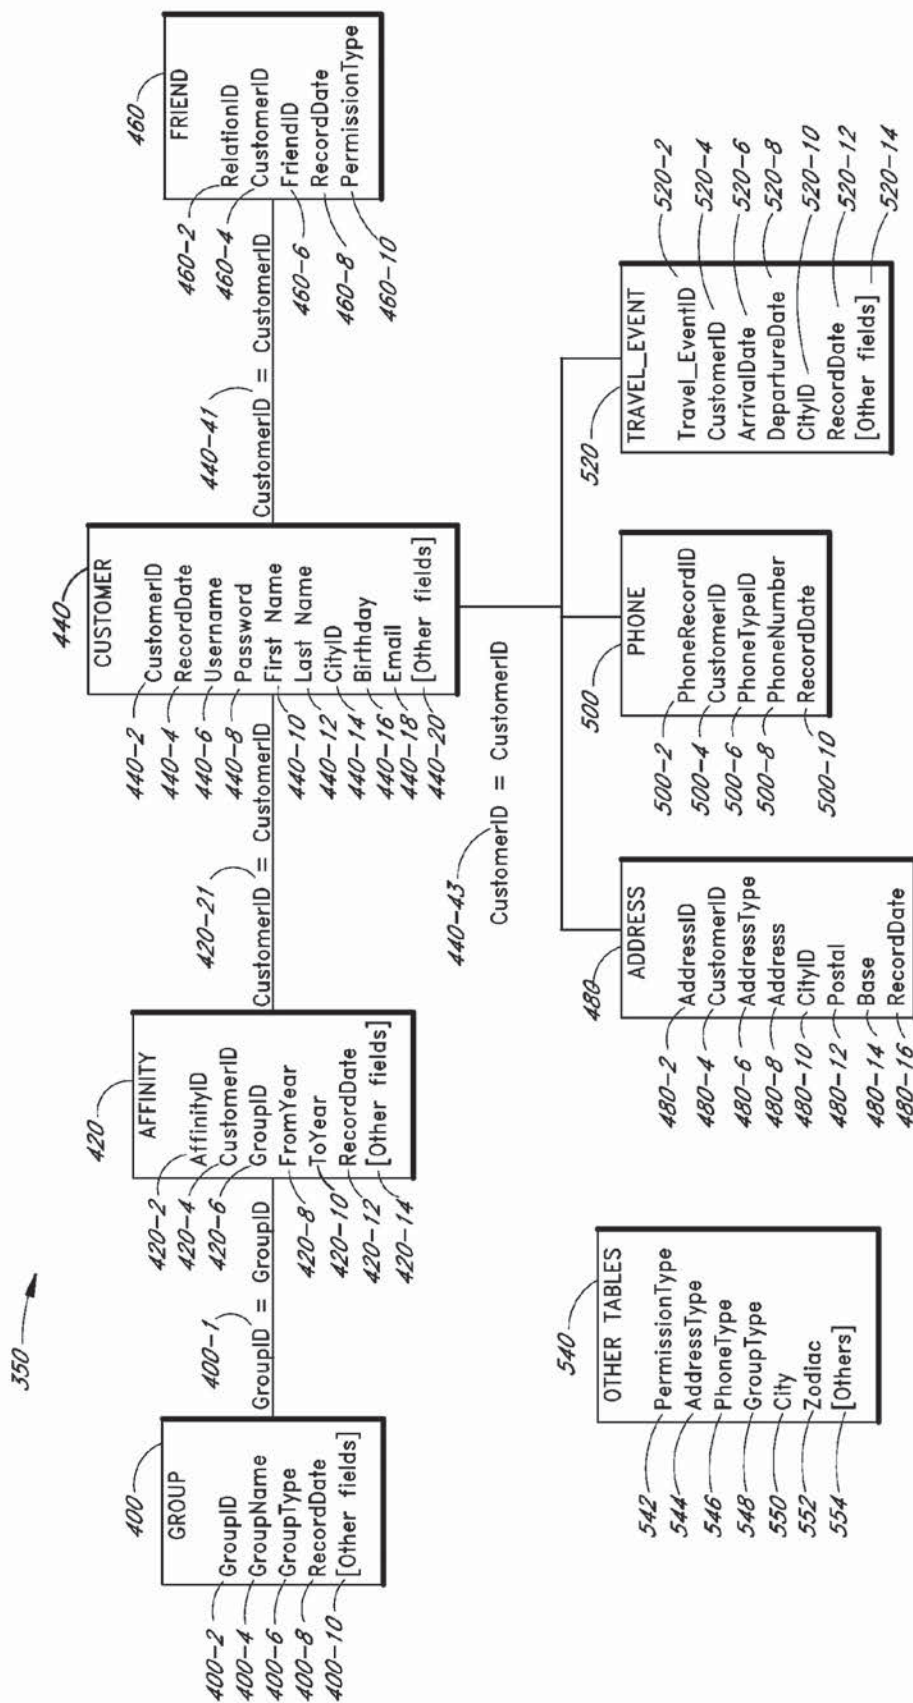 350
400
GROUP
400-2 GroupID
400-4 GroupName
400-6 GroupType
400-8 RecordDate
400-10 [Other fields]
400-1
GroupID = GroupID
420
AFFINITY
420-2 AffinityID
420-4 CustomerID
420-6 GroupID
420-8 FromYear
420-10 ToYear
420-12 RecordDate
420-14 [Other fields]
420-21
CustomerID = CustomerID
440
CUSTOMER
440-2 CustomerID
440-4 RecordDate
440-6 Username
440-8 Password
440-10 First Name
440-12 Last Name
440-14 CityID
440-16 Birthday
440-18 Email
440-20 [Other fields]
440-41
CustomerID = CustomerID
460
FRIEND
460-2 RelationID
460-4 CustomerID
460-6 FriendID
460-8 RecordDate
460-10 PermissionType
440-43
CustomerID = CustomerID
540
OTHER TABLES
542 PermissionType
544 AddressType
546 PhoneType
548 GroupType
550 City
552 Zodiac
554 [Others]
480
ADDRESS
480-2 AddressID
480-4 CustomerID
480-6 AddressType
480-8 Address
480-10 CityID
480-12 Postal
480-14 Base
480-16 RecordDate
500
PHONE
500-2 PhoneRecordID
500-4 CustomerID
500-6 PhoneTypeID
500-8 PhoneNumber
500-10 RecordDate
520
TRAVEL_EVENT
Travel_EventID 520-2
CustomerID 520-4
ArrivalDate 520-6
DepartureDate 520-8
CityID 520-10
RecordDate 520-12
[Other fields] 520-14